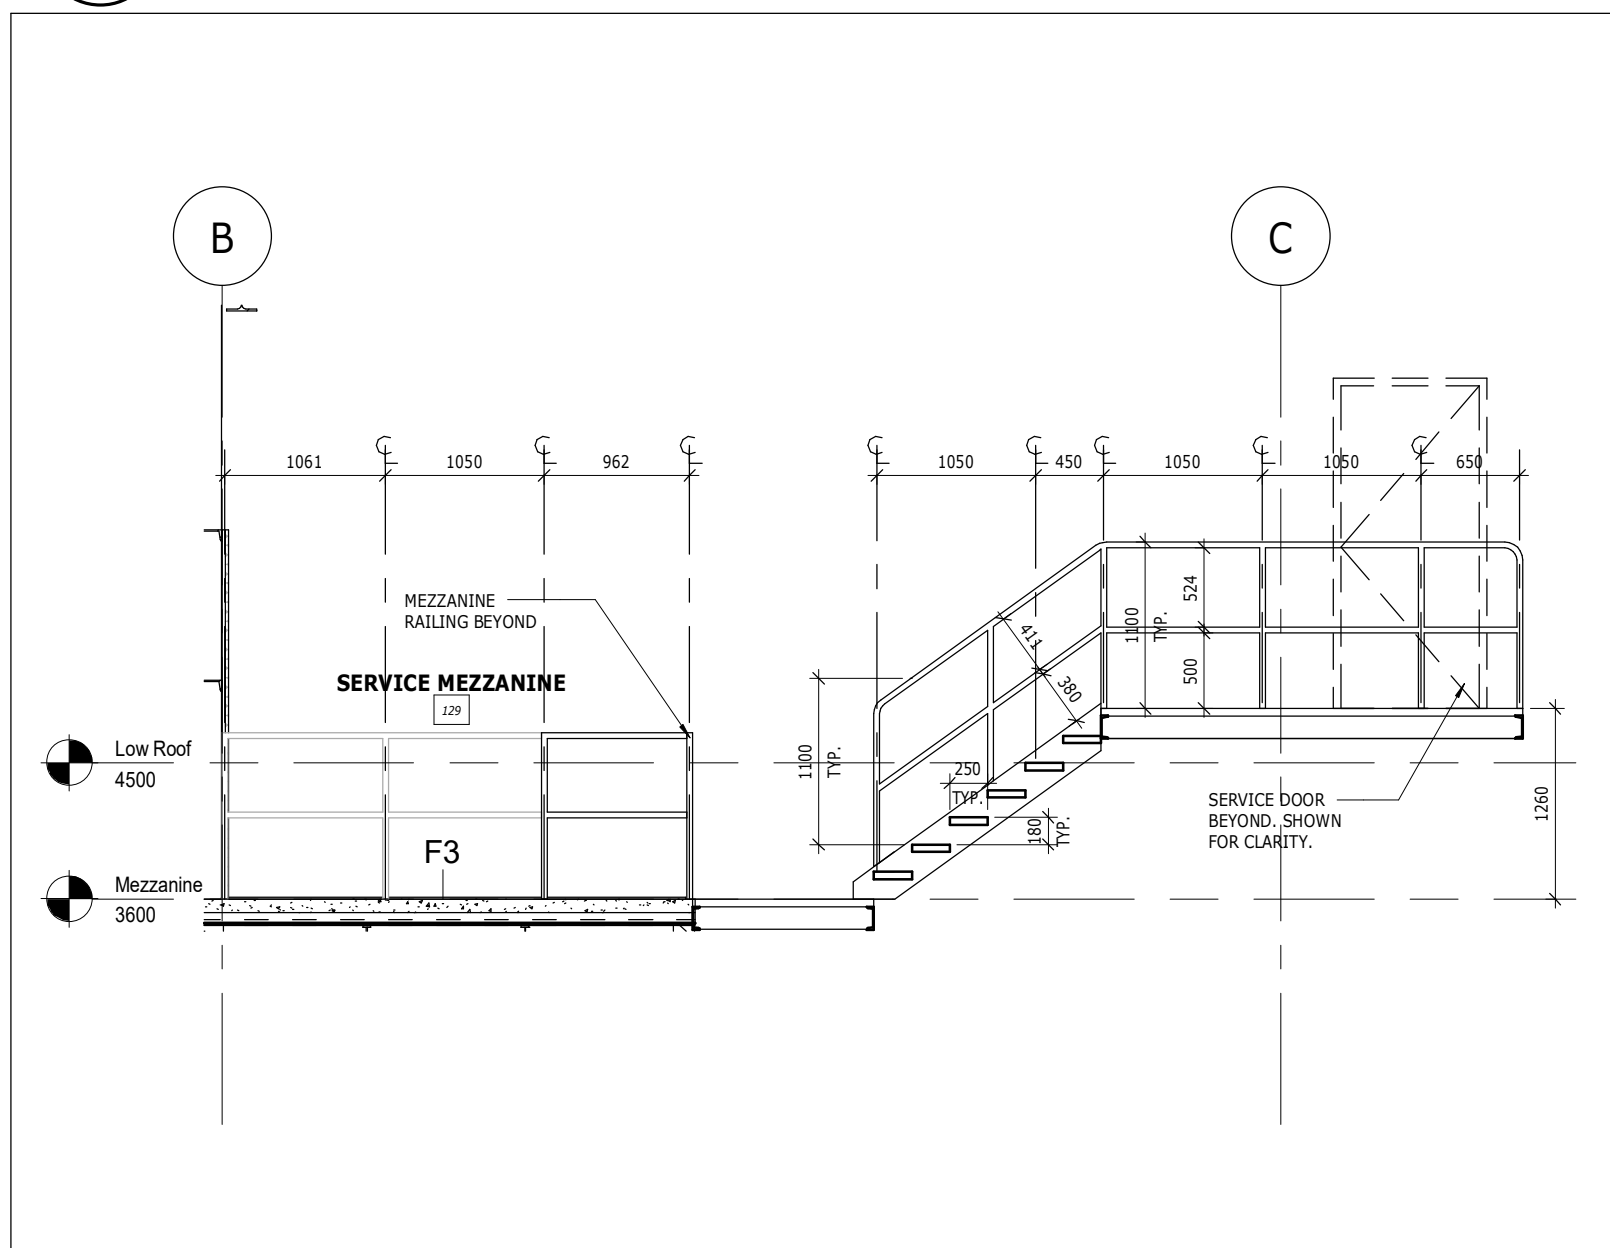 B
C
1061
1050
962
1050
450
1050
1050
650
MEZZANINE
RAILING BEYOND
SERVICE MEZZANINE
129
411
380
1100
TYP.
524
500
1100
TYP.
250
TYP.
180
TYP.
Low Roof
4500
SERVICE DOOR
BEYOND. SHOWN
FOR CLARITY.
1260
F3
Mezzanine
3600